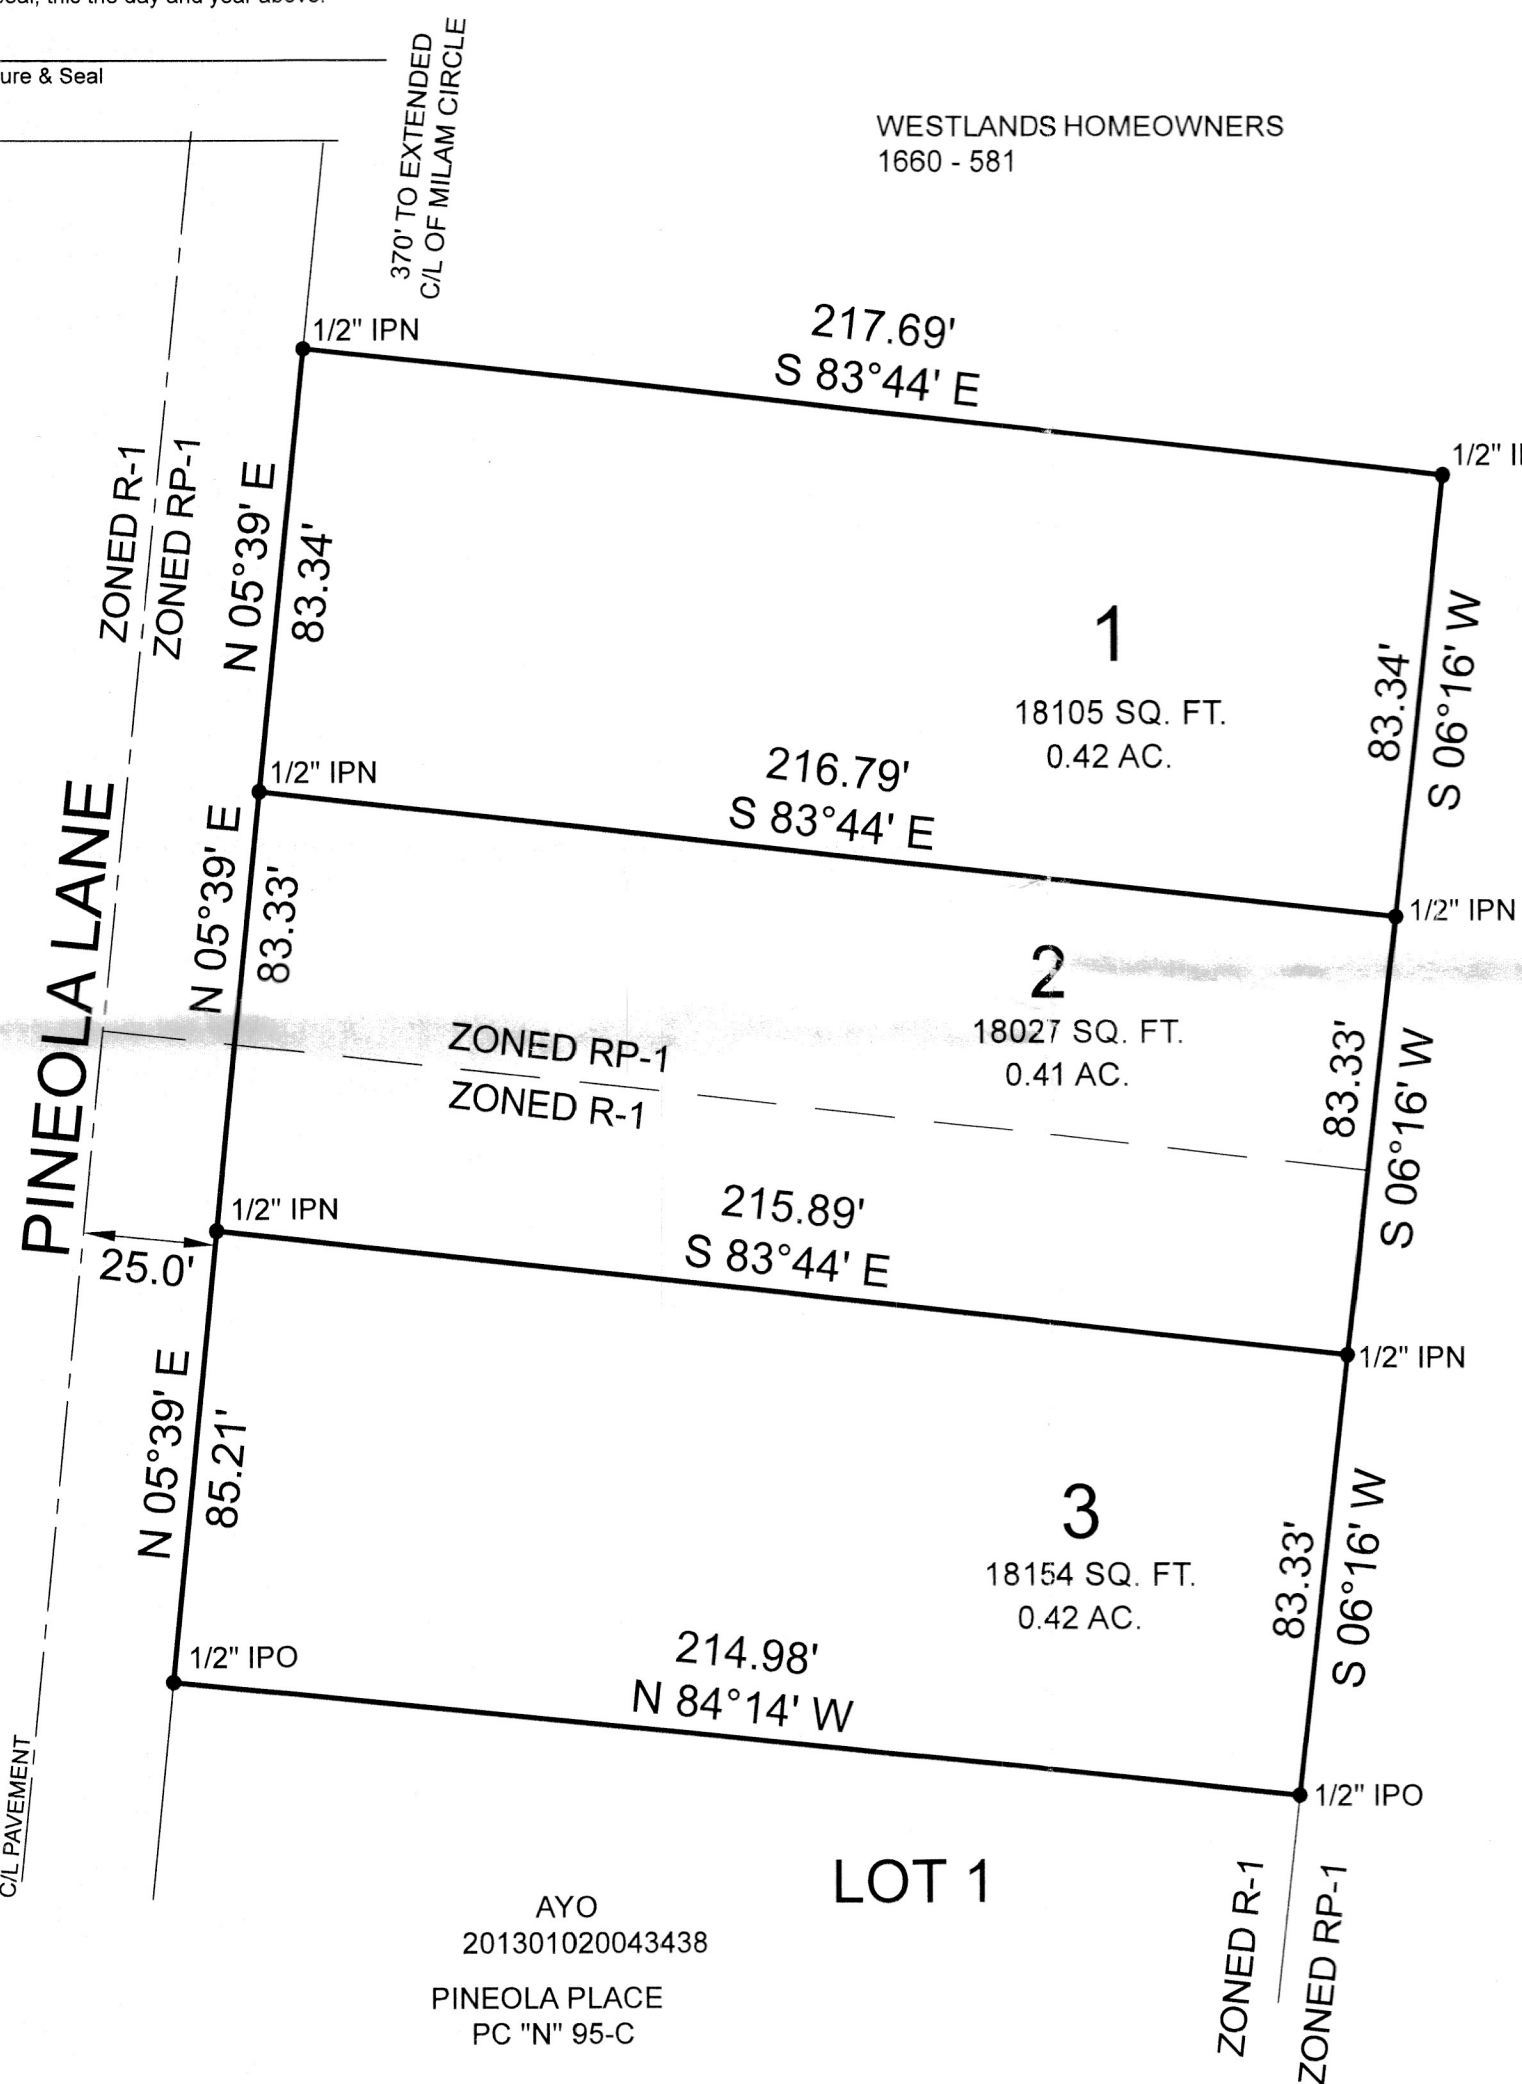 ure & Seal
370' TO EXTENDED
C/L OF MILAM CIRCLE
WESTLANDS HOMEOWNERS
1660 - 581
1/2" IPN
217.69'
S 83°44' E
1/2"
ZONED R-1
ZONED RP-1
N 05°39' E
83.34'
1
18105 SQ. FT.
0.42 AC.
83.34'
S 06°16' W
1/2" IPN
216.79'
S 83°44' E
1/2" IPN
PINEOLA LANE
N 05°39' E
83.33'
2
18027 SQ. FT.
0.41 AC.
ZONED RP-1
ZONED R-1
83.33'
S 06°16' W
1/2" IPN
25.0'
215.89'
S 83°44' E
1/2" IPN
N 05°39' E
85.21'
3
18154 SQ. FT.
0.42 AC.
83.33'
S 06°16' W
1/2" IPO
214.98'
N 84°14' W
1/2" IPO
C/L PAVEMENT
LOT 1
AYO
201301020043438
PINEOLA PLACE
PC "N" 95-C
ZONED R-1
ZONED RP-1